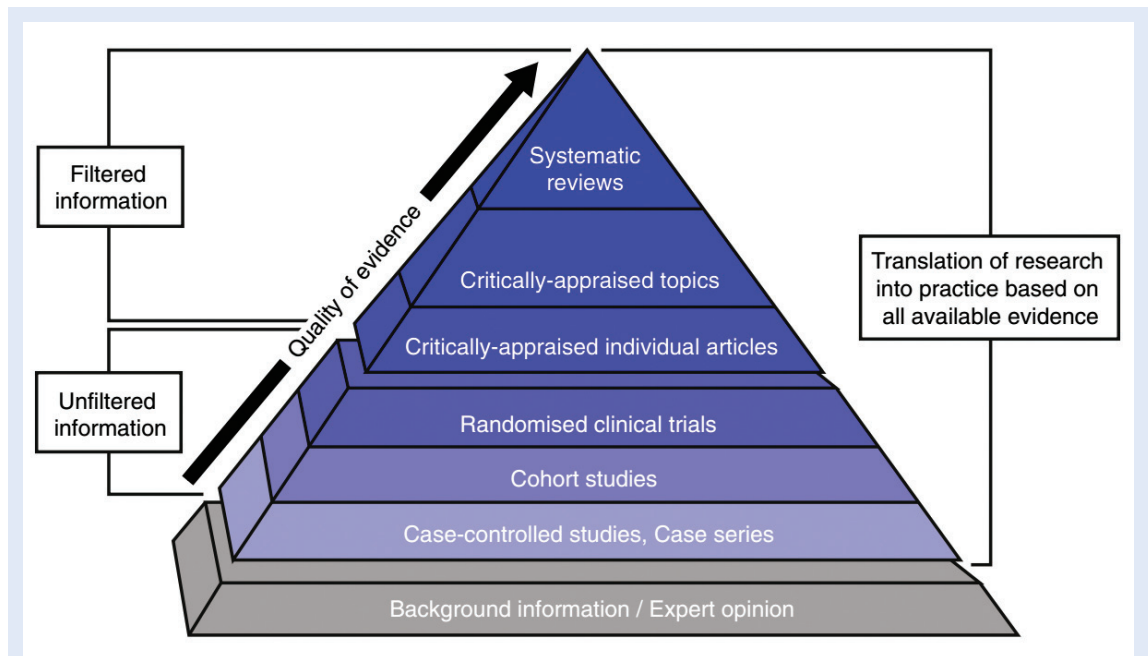 Filtered
information
Unfiltered
information
Quality of evidence
Systematic
reviews
Critically-appraised topics
Critically-appraised individual articles
Randomised clinical trials
Cohort studies
Case-controlled studies, Case series
Background information / Expert opinion
Translation of research
into practice based on
all available evidence